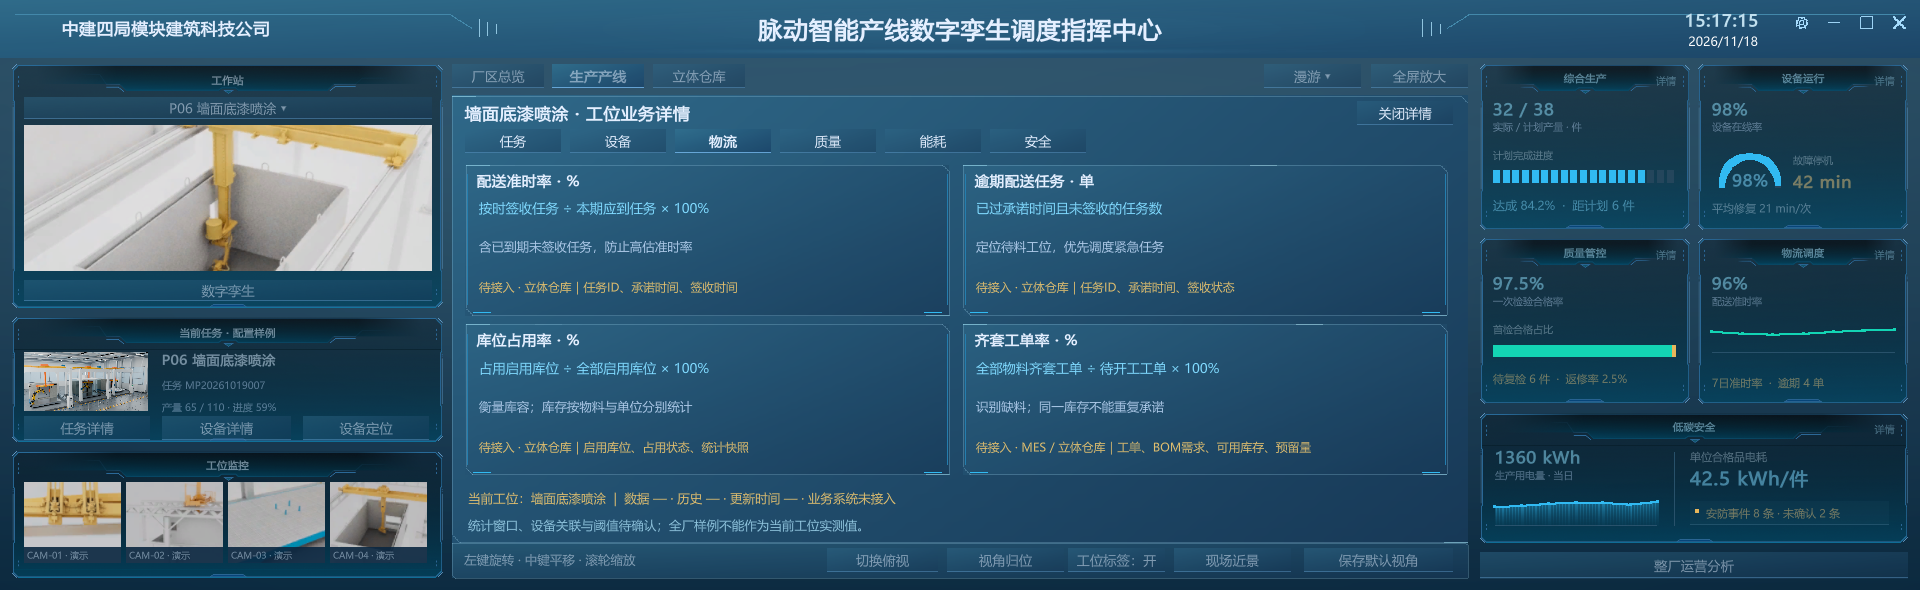 中建四局模块建筑科技公司
脉动智能产线数字孪生调度指挥中心
15:17:15
2026/11/18
工作站
P06 墙面底漆喷涂 ▾
数字孪生
当前任务 · 配置样例
P06 墙面底漆喷涂
任务 MP20261019007
产量 65 / 110 · 进度 59%
任务详情
设备详情
设备定位
工位监控
CAM-01 · 演示
CAM-02 · 演示
CAM-03 · 演示
CAM-04 · 演示
厂区总览
生产产线
立体仓库
漫游 ▾
全屏放大
墙面底漆喷涂 · 工位业务详情
关闭详情
任务
设备
物流
质量
能耗
安全
配送准时率 · %
按时签收任务 ÷ 本期应到任务 × 100%
含已到期未签收任务，防止高估准时率
待接入 · 立体仓库 | 任务ID、承诺时间、签收时间
逾期配送任务 · 单
已过承诺时间且未签收的任务数
定位待料工位，优先调度紧急任务
待接入 · 立体仓库 | 任务ID、承诺时间、签收状态
库位占用率 · %
占用启用库位 ÷ 全部启用库位 × 100%
衡量库容；库存按物料与单位分别统计
待接入 · 立体仓库 | 启用库位、占用状态、统计快照
齐套工单率 · %
全部物料齐套工单 ÷ 待开工工单 × 100%
识别缺料；同一库存不能重复承诺
待接入 · MES / 立体仓库 | 工单、BOM需求、可用库存、预留量
当前工位：墙面底漆喷涂 | 数据 — · 历史 — · 更新时间 — · 业务系统未接入
统计窗口、设备关联与阈值待确认；全厂样例不能作为当前工位实测值。
左键旋转 · 中键平移 · 滚轮缩放
切换俯视
视角归位
工位标签：开
现场近景
保存默认视角
综合生产
详情
32 / 38
实际 / 计划产量 · 件
计划完成进度
达成 84.2% · 距计划 6 件
设备运行
详情
98%
设备在线率
98%
故障停机
42 min
平均修复 21 min/次
质量管控
详情
97.5%
一次检验合格率
首检合格占比
待复检 6 件 · 返修率 2.5%
物流调度
详情
96%
配送准时率
7日准时率 · 逾期 4 单
低碳安全
详情
1360 kWh
生产用电量 · 当日
单位合格品电耗
42.5 kWh/件
安防事件 8 条 · 未确认 2 条
整厂运营分析